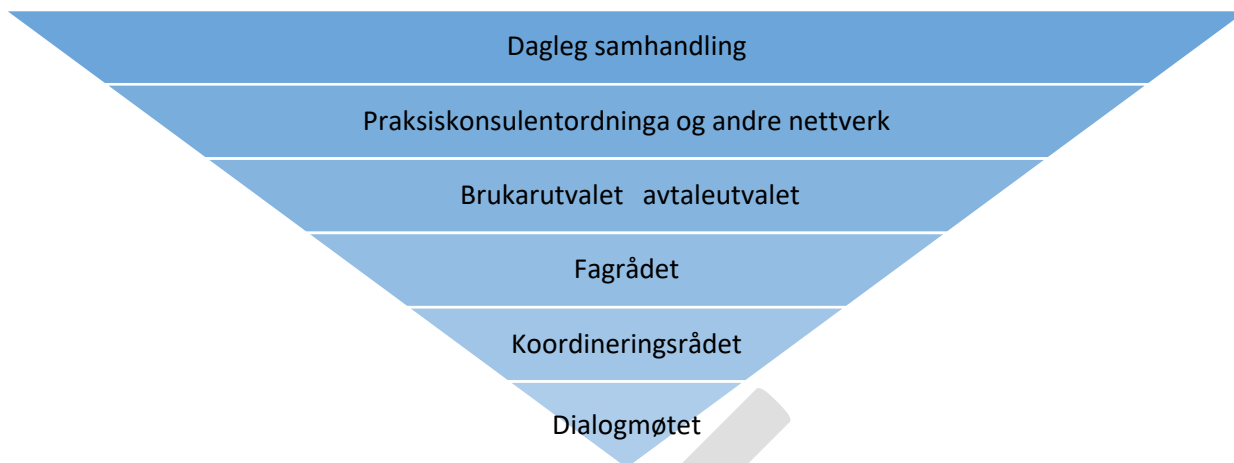 Dagleg samhandling
Praksiskonsulentordninga og andre nettverk
Brukarutvalet avtaleutvalet
Fagrådet
Koordineringsrådet
Dialogmøtet